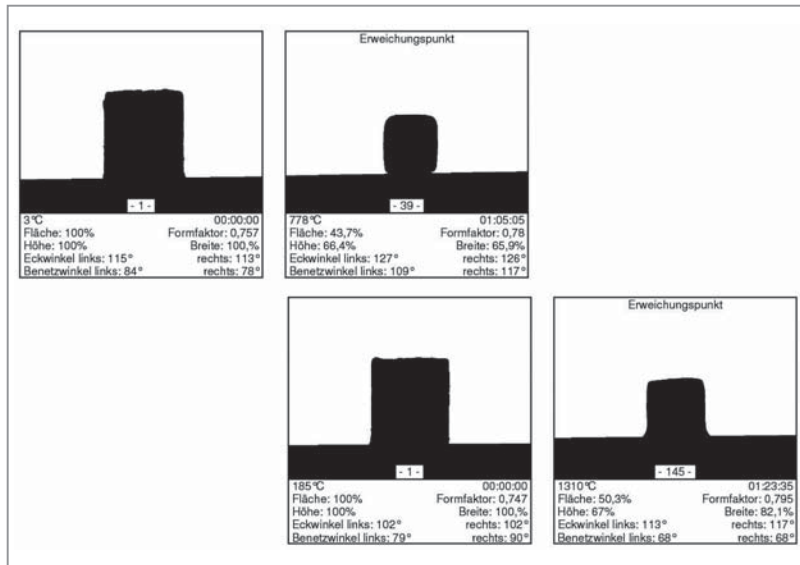 - 1 -
3°C 00:00:00
Fläche: 100% Formfaktor: 0,757
Höhe: 100% Breite: 100,%
Eckwinkel links: 115° rechts: 113°
Benetzwinkel links: 84° rechts: 78°
Erweichungspunkt
- 39 -
778°C 01:05:05
Fläche: 43,7% Formfaktor: 0,78
Höhe: 66,4% Breite: 65,9%
Eckwinkel links: 127° rechts: 126°
Benetzwinkel links: 109° rechts: 117°
- 1 -
185°C 00:00:00
Fläche: 100% Formfaktor: 0,747
Höhe: 100% Breite: 100,%
Eckwinkel links: 102° rechts: 102°
Benetzwinkel links: 79° rechts: 90°
Erweichungspunkt
- 145 -
1310°C 01:23:35
Fläche: 50,3% Formfaktor: 0,795
Höhe: 67% Breite: 82,1%
Eckwinkel links: 113° rechts: 117°
Benetzwinkel links: 68° rechts: 68°